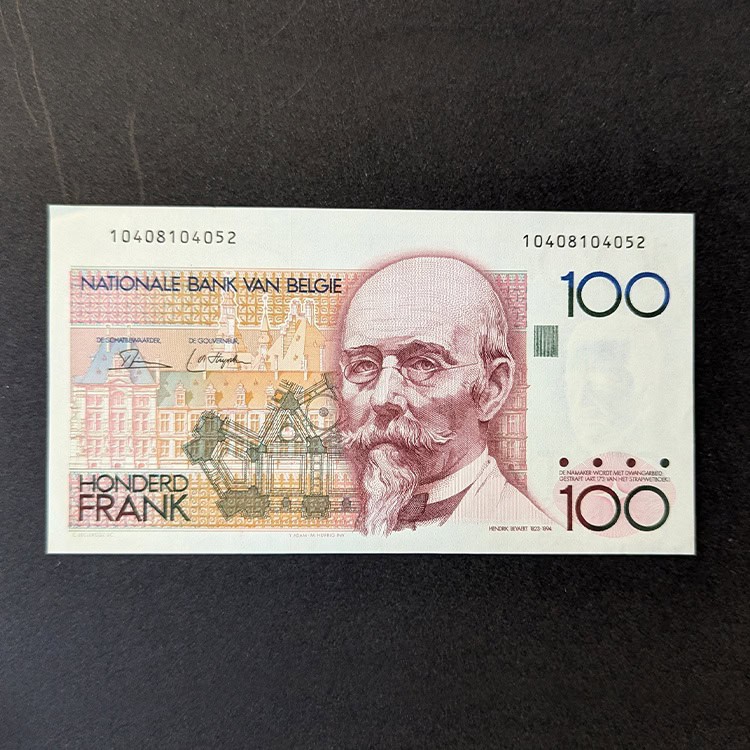 10408104052
10408104052
NATIONALE BANK VAN BELGIE
100
DE SCHATBEWAARDER,
DE GOUVERNEUR,
HONDERD
FRANK
DE NAMAKER WORDT MET DWANGARBEID
GESTRAFT (ART. 173 VAN HET STRAFWETBOEK).
100
HENDRIK BEYAERT 1823-1894